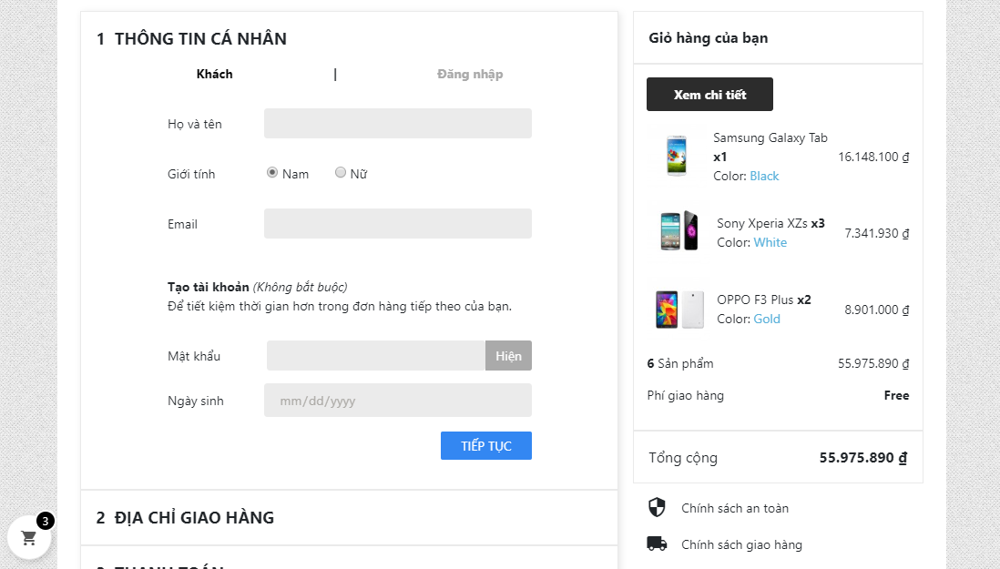 1 THÔNG TIN CÁ NHÂN
Khách | Đăng nhập
Họ và tên
Giới tính Nam Nữ
Email
Tạo tài khoản (Không bắt buộc)
Để tiết kiệm thời gian hơn trong đơn hàng tiếp theo của bạn.
Mật khẩu Hiện
Ngày sinh mm/dd/yyyy
TIẾP TỤC
2 ĐỊA CHỈ GIAO HÀNG
3 THANH TOÁN
3
Giỏ hàng của bạn
Xem chi tiết
Samsung Galaxy Tab
x1 16.148.100 ₫
Color: Black
Sony Xperia XZs x3 7.341.930 ₫
Color: White
OPPO F3 Plus x2 8.901.000 ₫
Color: Gold
6 Sản phẩm 55.975.890 ₫
Phí giao hàng Free
Tổng cộng 55.975.890 ₫
Chính sách an toàn
Chính sách giao hàng